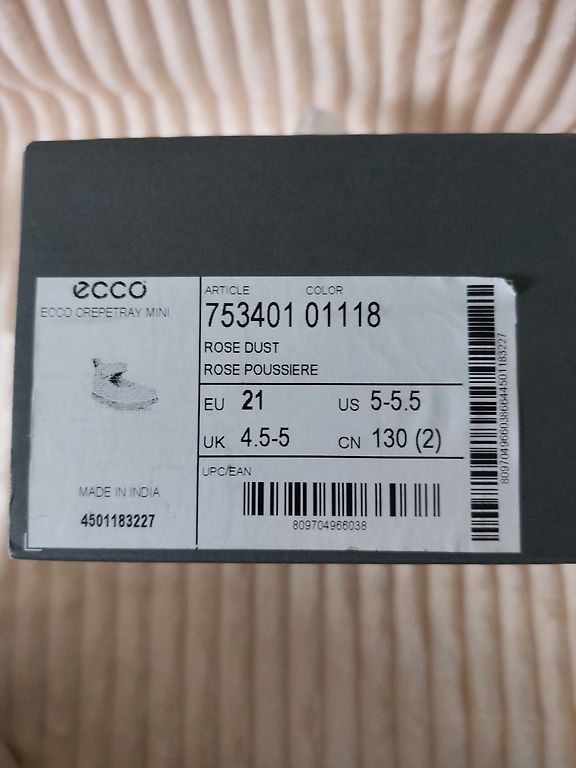 ecco
ECCO CREPETRAY MINI
MADE IN INDIA
4501183227
ARTICLE COLOR
753401 01118
ROSE DUST
ROSE POUSSIERE
EU 21 US 5-5.5
UK 4.5-5 CN 130 (2)
UPC/EAN
809704966038
8097049660386644501183227